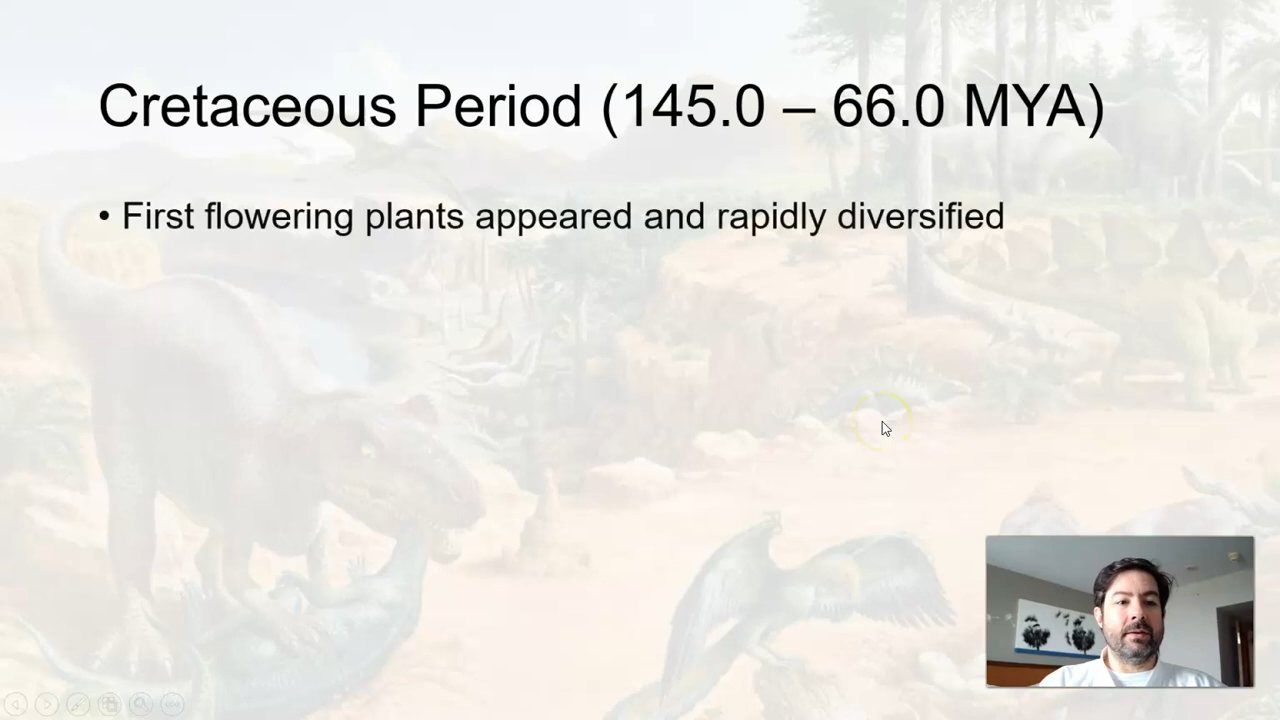 Cretaceous Period (145.0 – 66.0 MYA)
• First flowering plants appeared and rapidly diversified